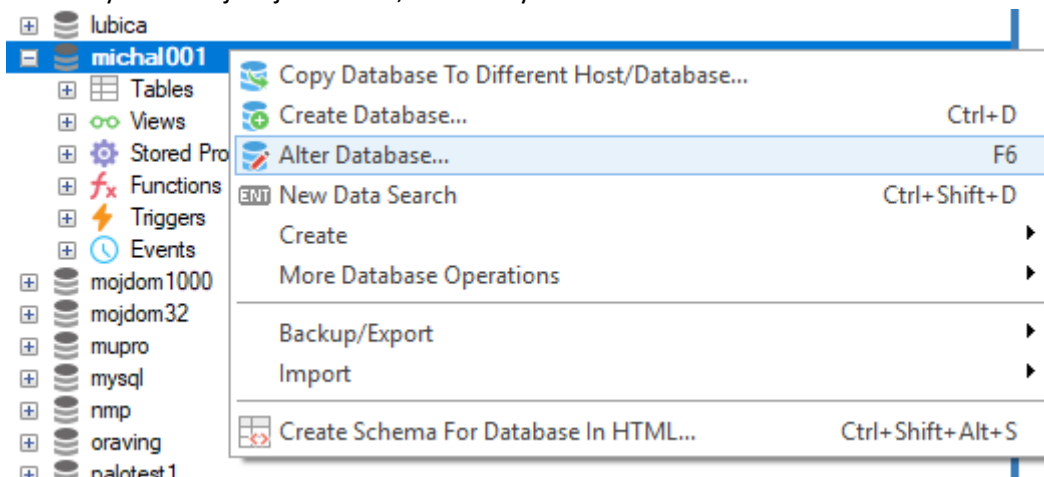 lubica
michal001
Tables
Views
Stored Pro
Functions
Triggers
Events
mojdom1000
mojdom32
mupro
mysql
nmp
oraving
palotest1
Copy Database To Different Host/Database...
Create Database... Ctrl+D
Alter Database... F6
New Data Search Ctrl+Shift+D
Create
More Database Operations
Backup/Export
Import
Create Schema For Database In HTML... Ctrl+Shift+Alt+S